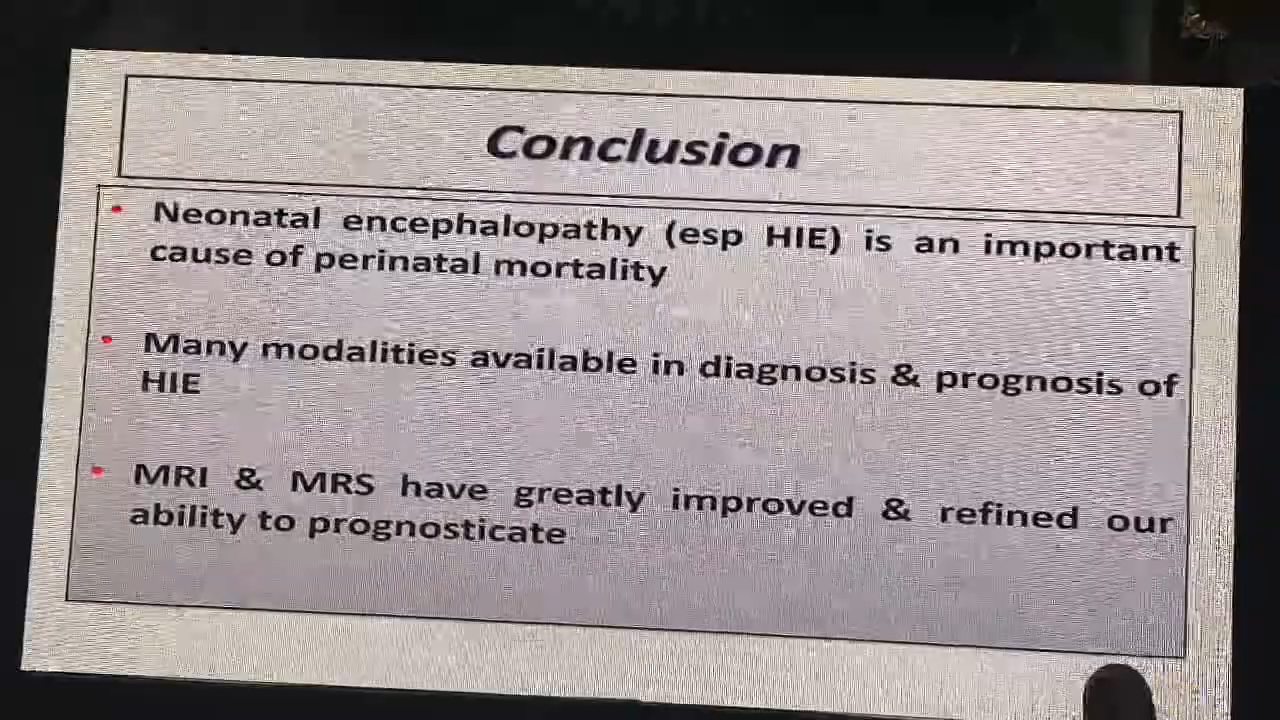 Conclusion
• Neonatal encephalopathy (esp HIE) is an important
cause of perinatal mortality
• Many modalities available in diagnosis & prognosis of
HIE
• MRI & MRS have greatly improved & refined our
ability to prognosticate